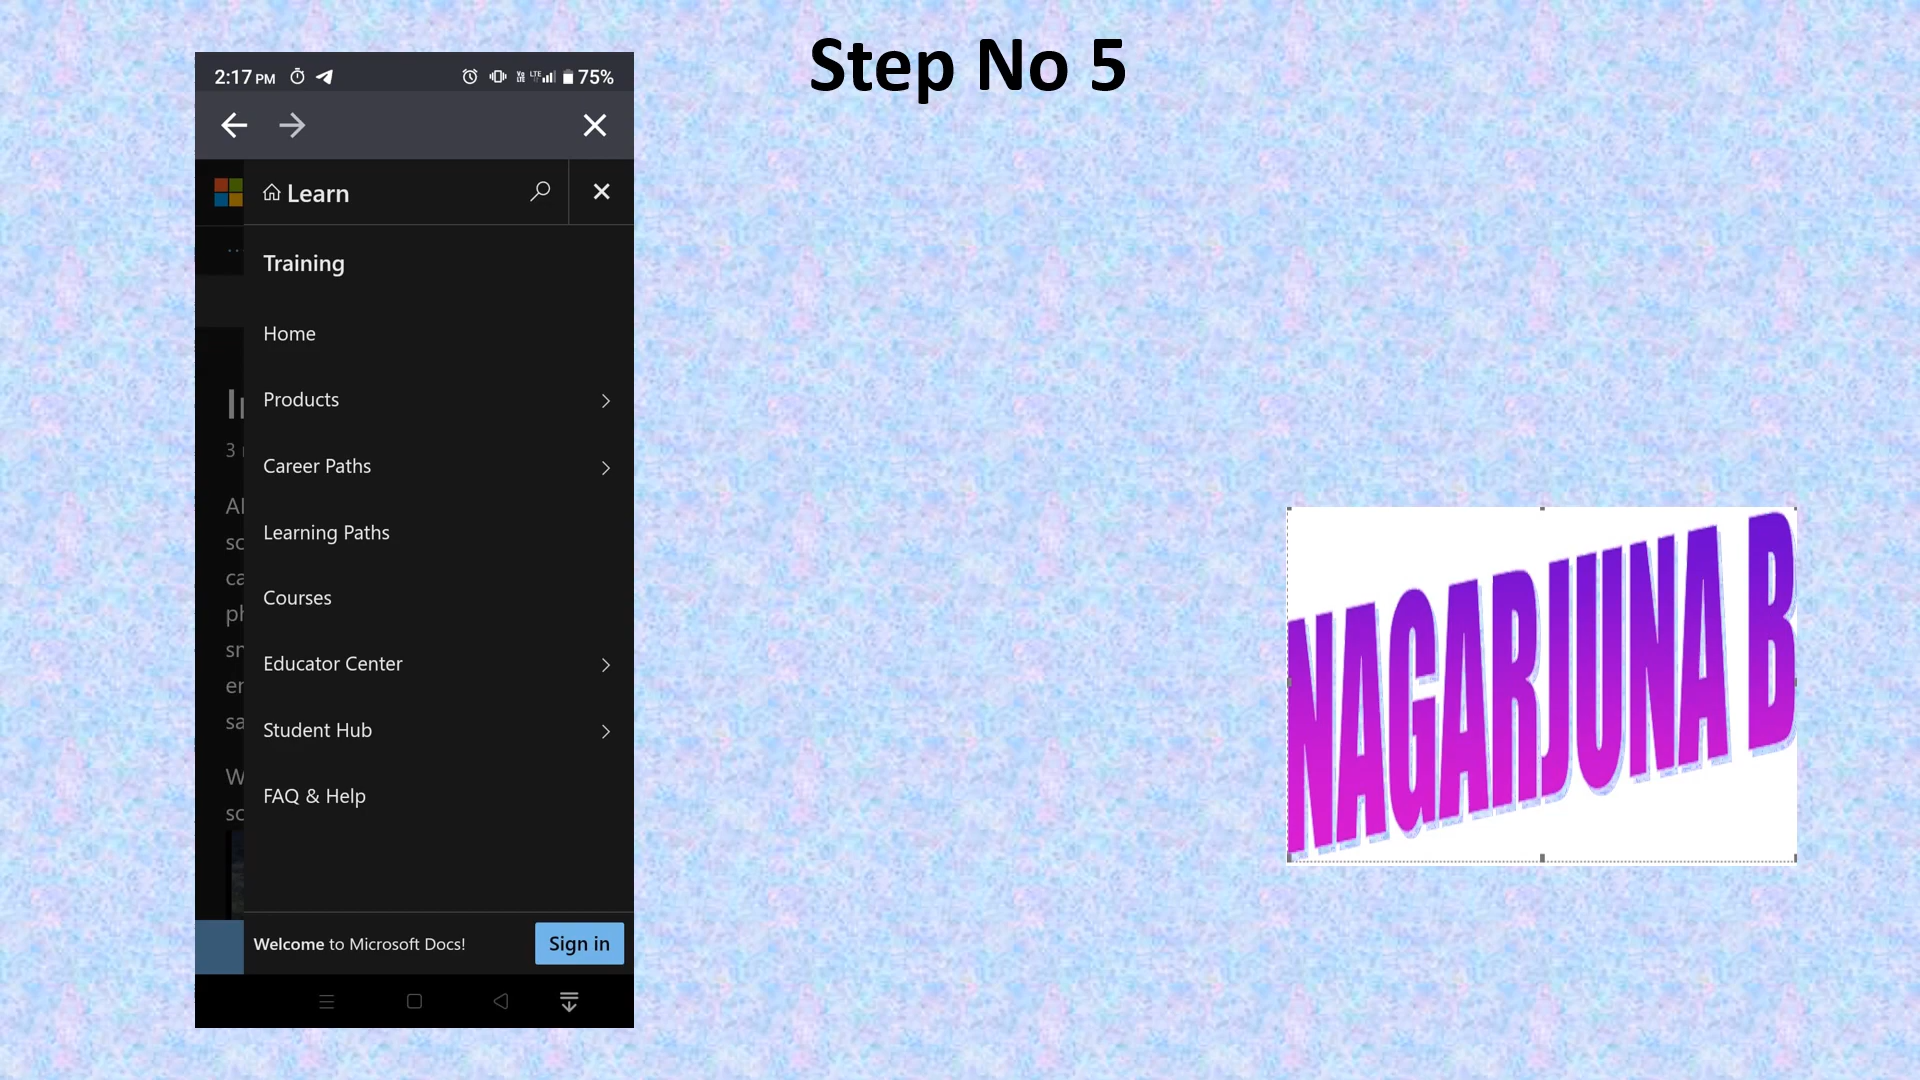 Step No 5
2:17 PM
75%
Learn
Training
Home
Products
Career Paths
Learning Paths
Courses
Educator Center
Student Hub
FAQ & Help
Welcome to Microsoft Docs!
Sign in
NAGARJUNA B